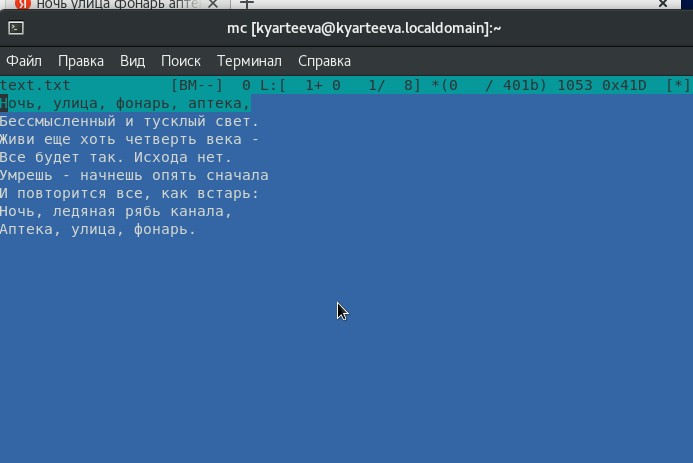 ночь улица фонарь апте
mc [kyarteeva@kyarteeva.localdomain]:~
Файл Правка Вид Поиск Терминал Справка
text.txt [BM--] 0 L:[ 1+ 0 1/ 8] *(0 / 401b) 1053 0x41D [*]
Ночь, улица, фонарь, аптека,
Бессмысленный и тусклый свет.
Живи еще хоть четверть века -
Все будет так. Исхода нет.
Умрешь - начнешь опять сначала
И повторится все, как встарь:
Ночь, ледяная рябь канала,
Аптека, улица, фонарь.